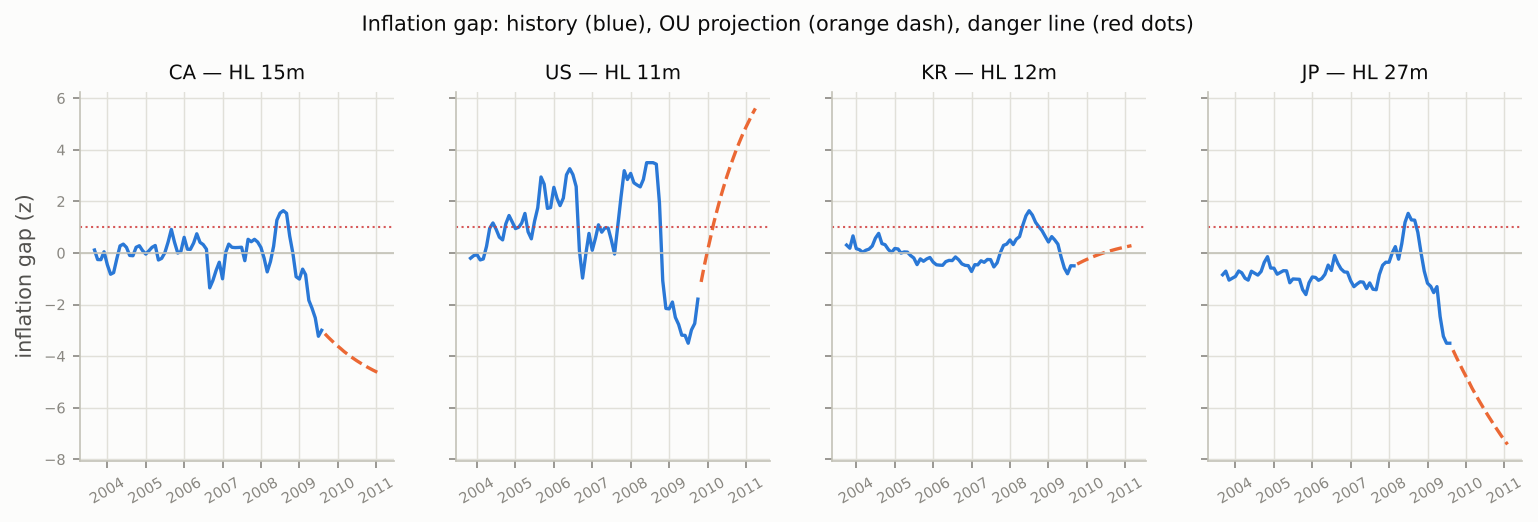 Inflation gap: history (blue), OU projection (orange dash), danger line (red dots)
CA — HL 15m
US — HL 11m
KR — HL 12m
JP — HL 27m
inflation gap (z)
6
4
2
0
−2
−4
−6
−8
2004 2005 2006 2007 2008 2009 2010 2011
2004 2005 2006 2007 2008 2009 2010 2011
2004 2005 2006 2007 2008 2009 2010 2011
2004 2005 2006 2007 2008 2009 2010 2011